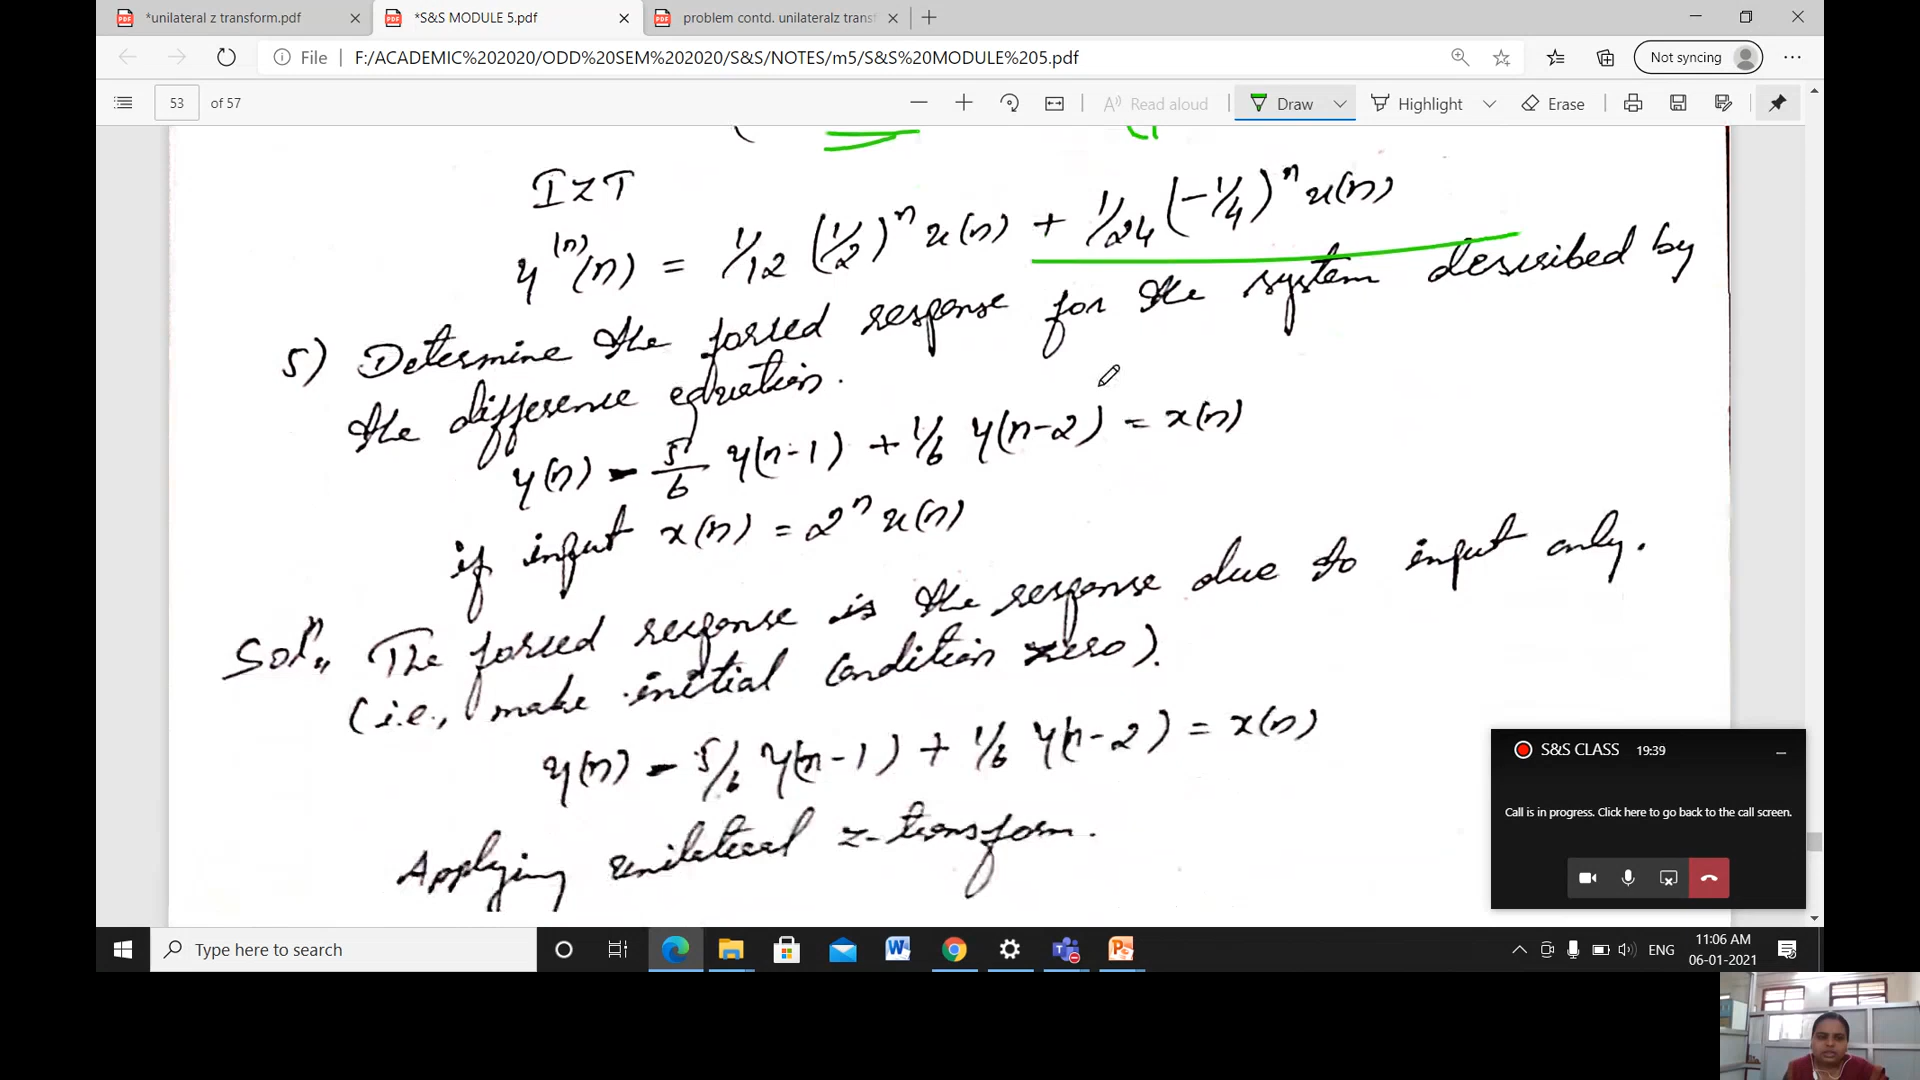 *unilateral z transform.pdf
*S&S MODULE 5.pdf
problem contd. unilateralz transf
File F:/ACADEMIC%202020/ODD%20SEM%202020/S&S/NOTES/m5/S&S%20MODULE%205.pdf
Not syncing
53 of 57
Read aloud
Draw
Highlight
Erase
IZT
y^(n)(n) = 1/12 (1/2)^n u(n) + 1/24 (-1/4)^n u(n)
5) Determine the forced response for the system described by
the difference equation.
y(n) - 5/6 y(n-1) + 1/6 y(n-2) = x(n)
if input x(n) = 2^n u(n)
Sol^n,, The forced response is the response due to input only.
(i.e., make initial condition zero).
y(n) - 5/6 y(n-1) + 1/6 y(n-2) = x(n)
Applying unilateral z-transform.
S&S CLASS 19:39
Call is in progress. Click here to go back to the call screen.
Type here to search
ENG
11:06 AM
06-01-2021